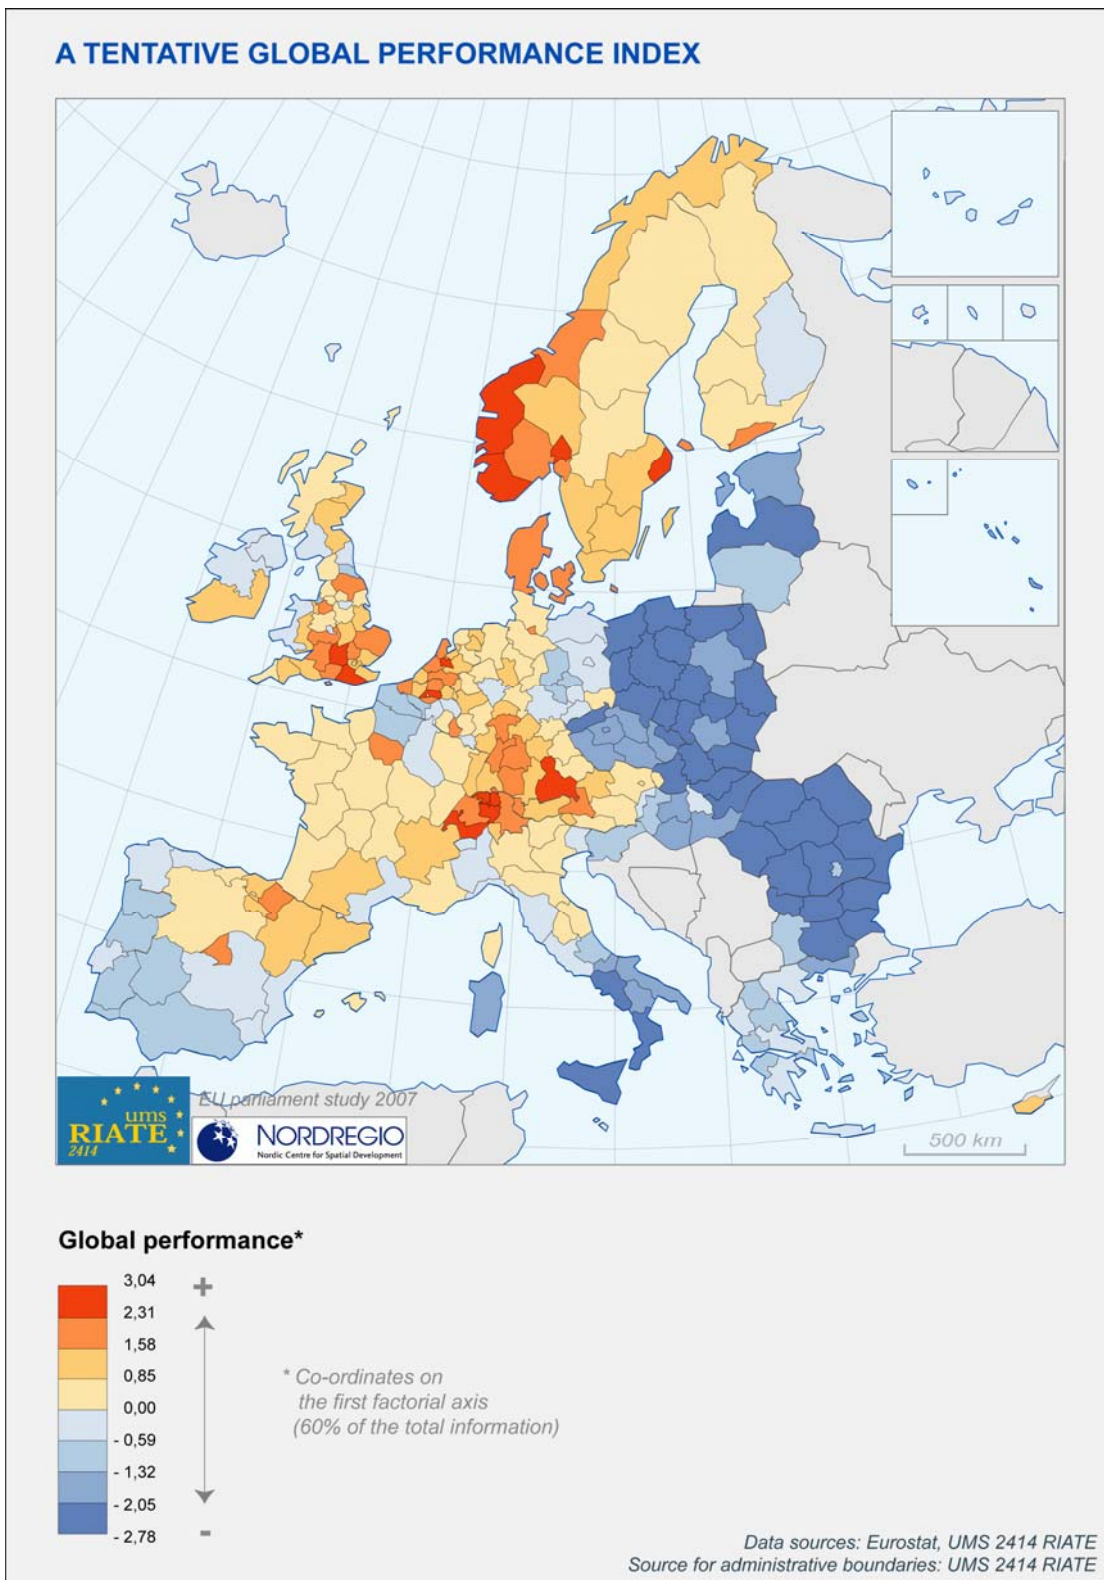 A TENTATIVE GLOBAL PERFORMANCE INDEX
EU parliament study 2007
ums
RIATE
2414
NORDREGIO
Nordic Centre for Spatial Development
500 km
Global performance*
3,04
2,31
1,58
0,85
0,00
- 0,59
- 1,32
- 2,05
- 2,78
+
-
* Co-ordinates on
the first factorial axis
(60% of the total information)
Data sources: Eurostat, UMS 2414 RIATE
Source for administrative boundaries: UMS 2414 RIATE